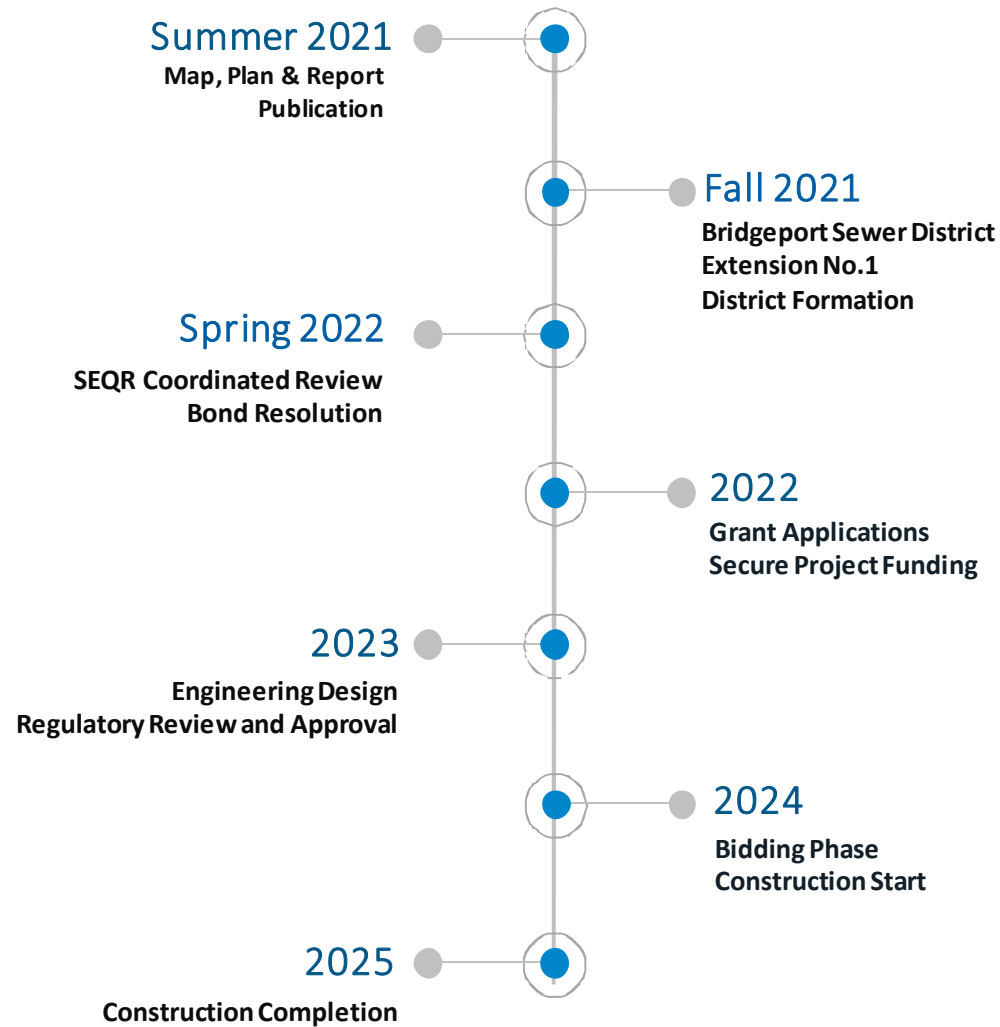 Summer 2021
Map, Plan & Report
Publication
Fall 2021
Bridgeport Sewer District
Extension No.1
District Formation
Spring 2022
SEQR Coordinated Review
Bond Resolution
2022
Grant Applications
Secure Project Funding
2023
Engineering Design
Regulatory Review and Approval
2024
Bidding Phase
Construction Start
2025
Construction Completion